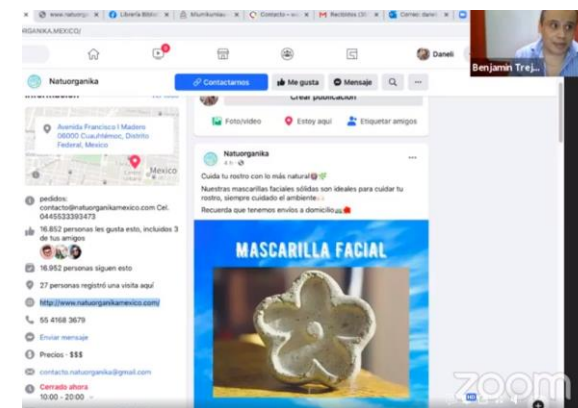 Contacto
ORGANIKA.MEXICO/
Daneli
Natuorganika
Contactarnos
Me gusta
Mensaje
Benjamin Trej...
Avenida Francisco I Madero
06000 Cuauhtémoc, Distrito
Federal, Mexico
México
pedidos:
contacto@natuorganikamexico.com Cel.
0445533393473
16.852 personas les gusta esto, incluidos 3
de tus amigos
16.952 personas siguen esto
27 personas registró una visita aquí
http://www.natuorganikamexico.com/
55 4168 3679
Enviar mensaje
Precios · $$$
contacto.natuorganika@gmail.com
Cerrado ahora
10:00 - 20:00
Crear publicación
Foto/video
Estoy aquí
Etiquetar amigos
Natuorganika
Cuida tu rostro con lo más natural
Nuestras mascarillas faciales sólidas son ideales para cuidar tu
rostro, siempre cuidado el ambiente
Recuerda que tenemos envíos a domicilio
MASCARILLA FACIAL
zoom